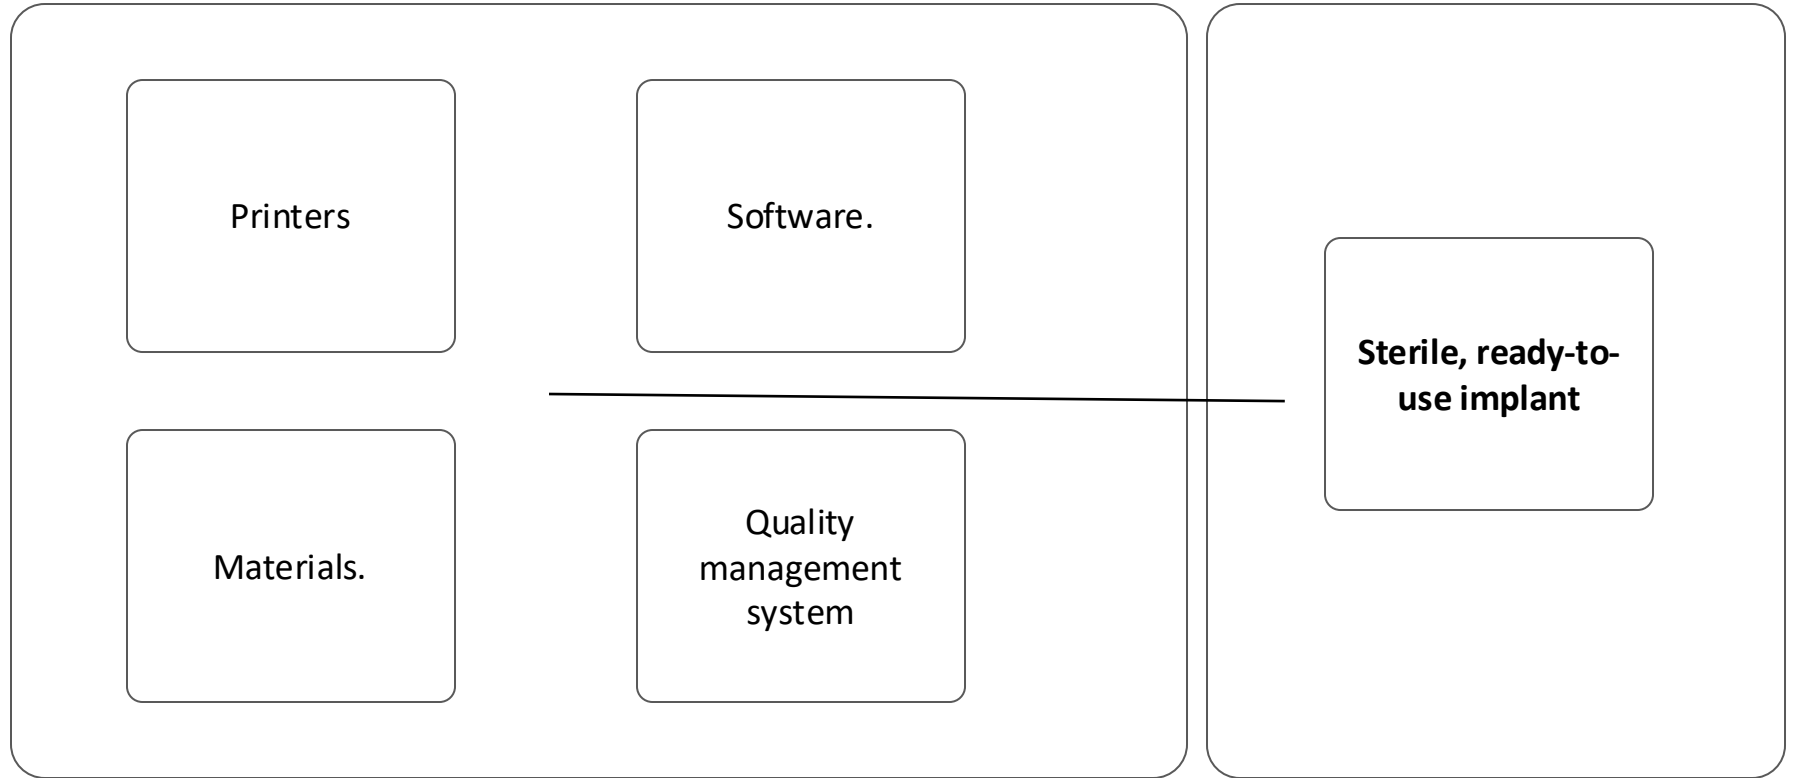 Printers
Software.
Materials.
Quality
management
system
Sterile, ready-to-
use implant